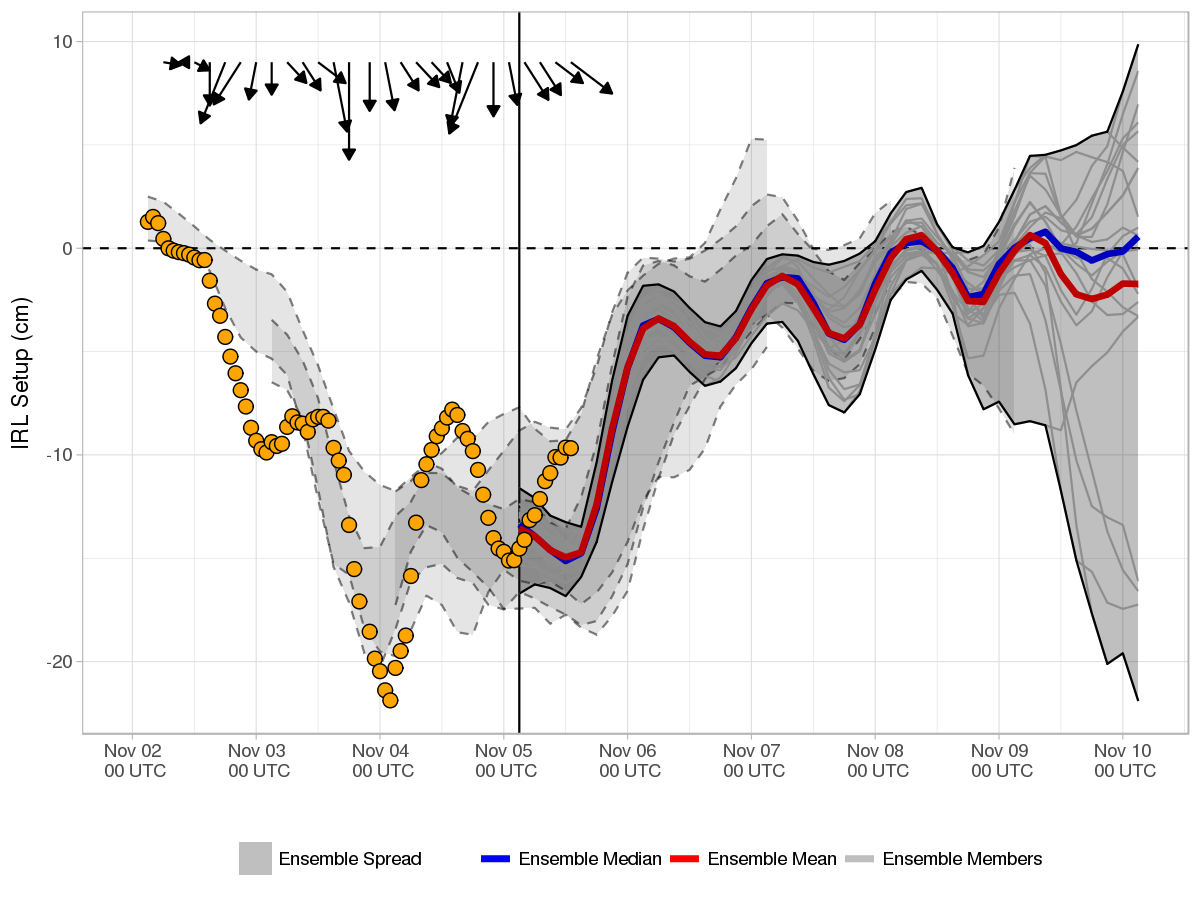 IRL Setup (cm)
10
0
-10
-20
Nov 02 Nov 03 Nov 04 Nov 05 Nov 06 Nov 07 Nov 08 Nov 09 Nov 10
00 UTC 00 UTC 00 UTC 00 UTC 00 UTC 00 UTC 00 UTC 00 UTC 00 UTC
Ensemble Spread Ensemble Median Ensemble Mean Ensemble Members